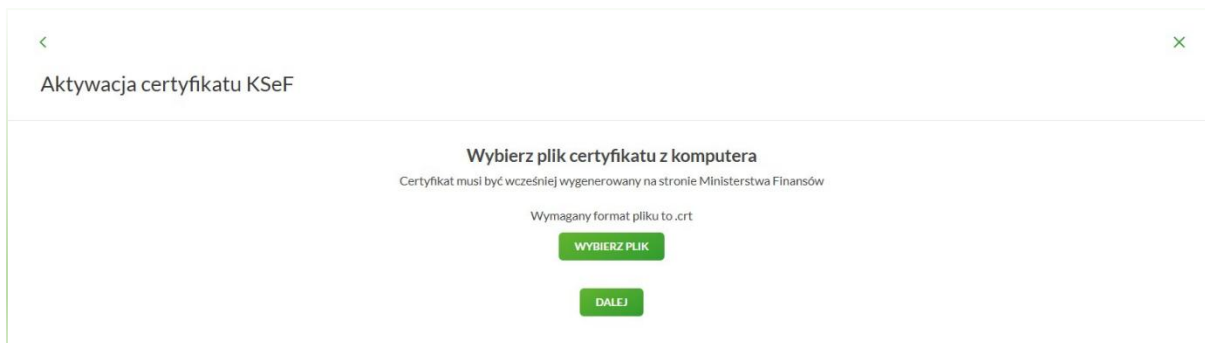 Aktywacja certyfikatu KSeF
Wybierz plik certyfikatu z komputera
Certyfikat musi być wcześniej wygenerowany na stronie Ministerstwa Finansów
Wymagany format pliku to .crt
WYBIERZ PLIK
DALEJ